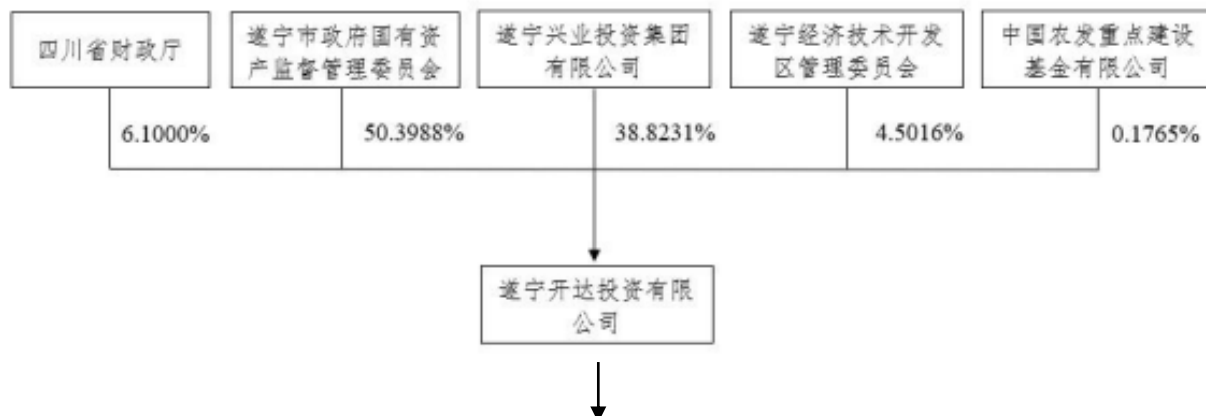 四川省财政厅
遂宁市政府国有资
产监督管理委员会
遂宁兴业投资集团
有限公司
遂宁经济技术开发
区管理委员会
中国农发重点建设
基金有限公司
6.1000%
50.3988%
38.8231%
4.5016%
0.1765%
遂宁开达投资有限
公司